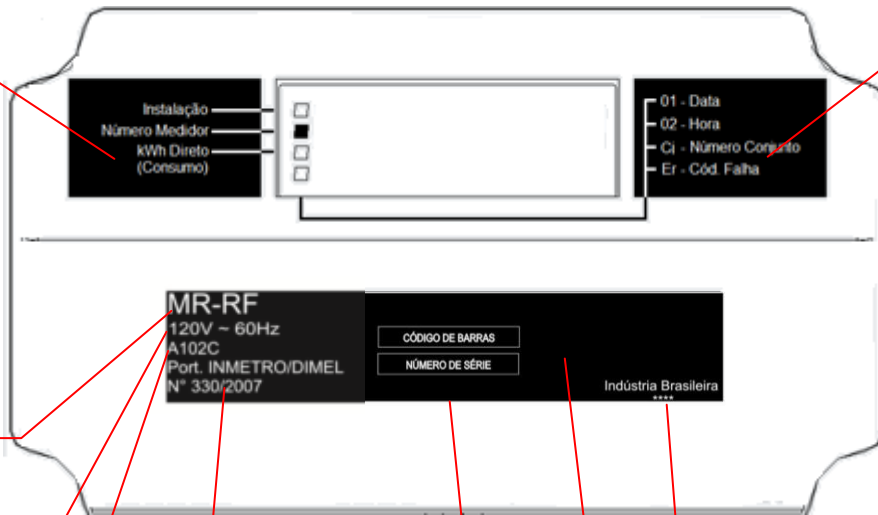 Instalação
Número Medidor
kWh Direto
(Consumo)
01 - Data
02 - Hora
Cj - Número Conjunto
Er - Cód. Falha
MR-RF
120V ~ 60Hz
A102C
Port. INMETRO/DIMEL
N° 330/2007
CÓDIGO DE BARRAS
NÚMERO DE SÉRIE
Indústria Brasileira
****